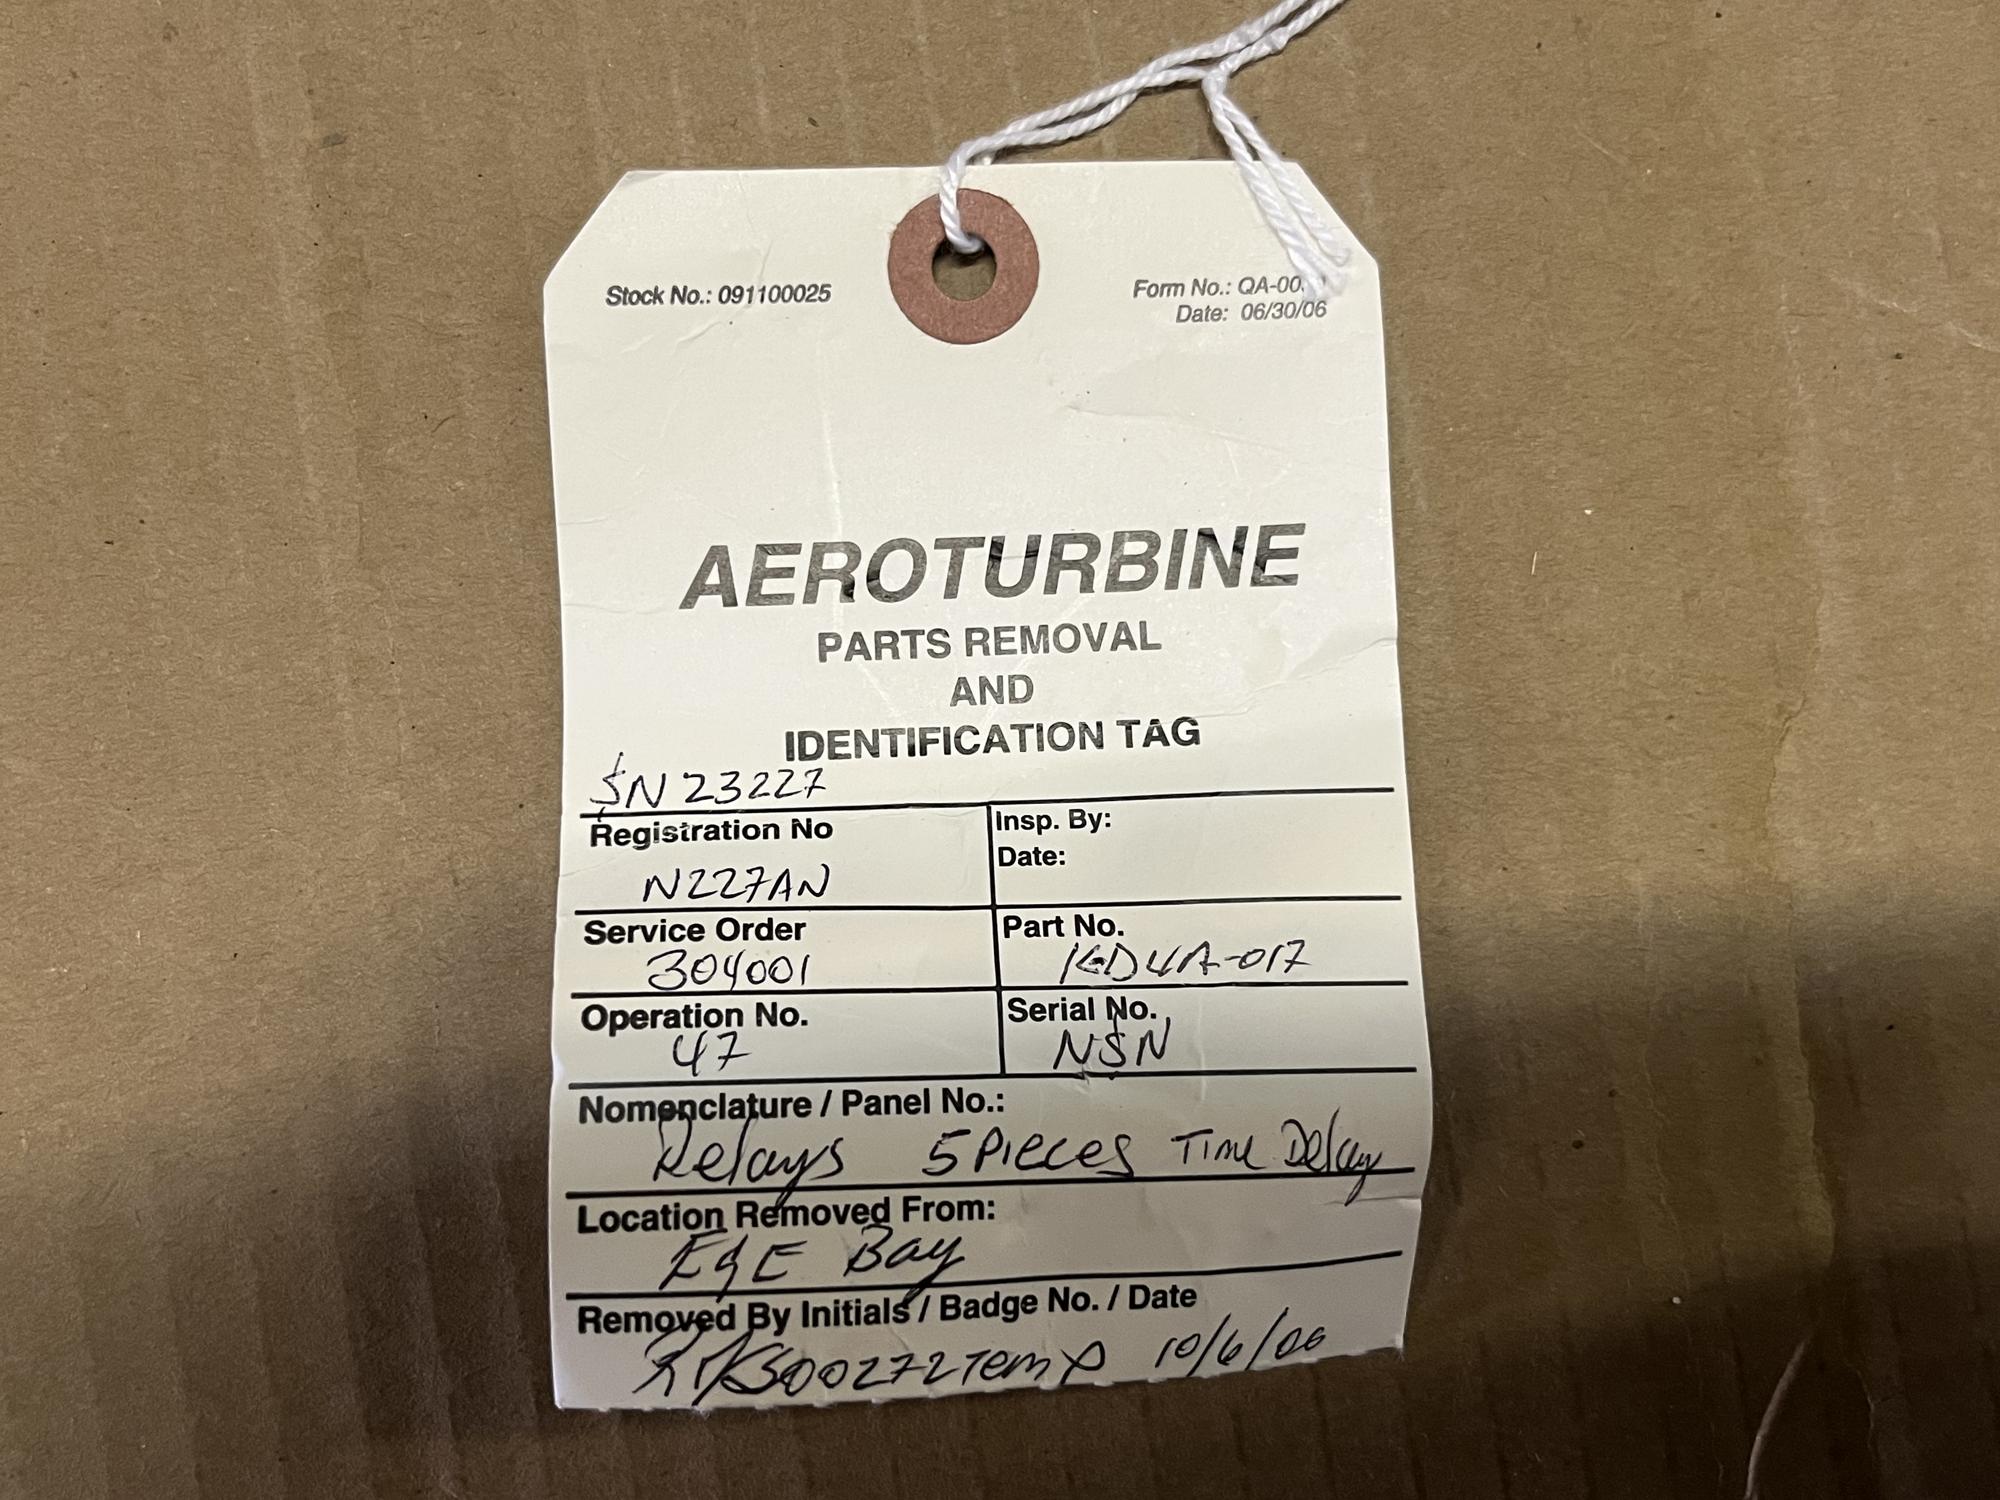 Stock No.: 091100025
Form No.: QA-00
Date: 06/30/06
AEROTURBINE
PARTS REMOVAL
AND
IDENTIFICATION TAG
SN 23227
Registration No
N227AN
Insp. By:
Date:
Service Order
304001
Part No.
1GD4A-017
Operation No.
47
Serial No.
NSN
Nomenclature / Panel No.:
Relays 5 Pieces Time Delay
Location Removed From:
E&E Bay
Removed By Initials / Badge No. / Date
10/6/06